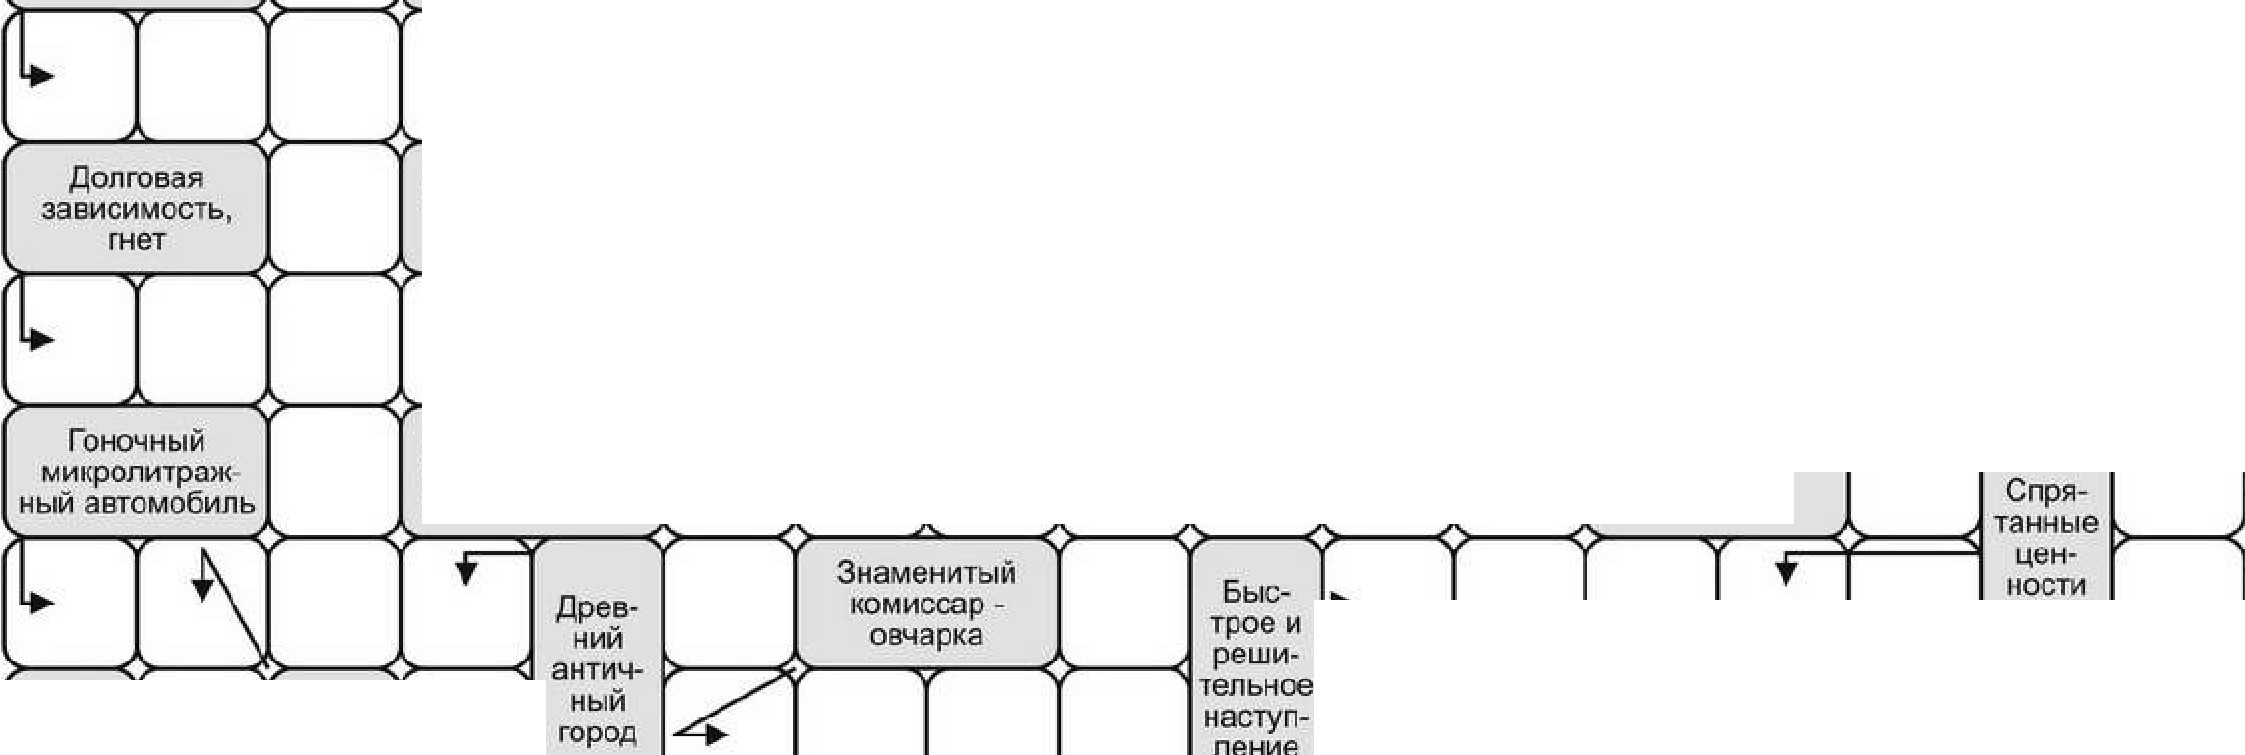 Долговая
зависимость,
гнет
Гоночный
микролитраж-
ный автомобиль
Древ-
ний
антич-
ный
город
Знаменитый
комиссар -
овчарка
Быс-
трое и
реши-
тельное
наступ-
ление
Спря-
танные
цен-
ности